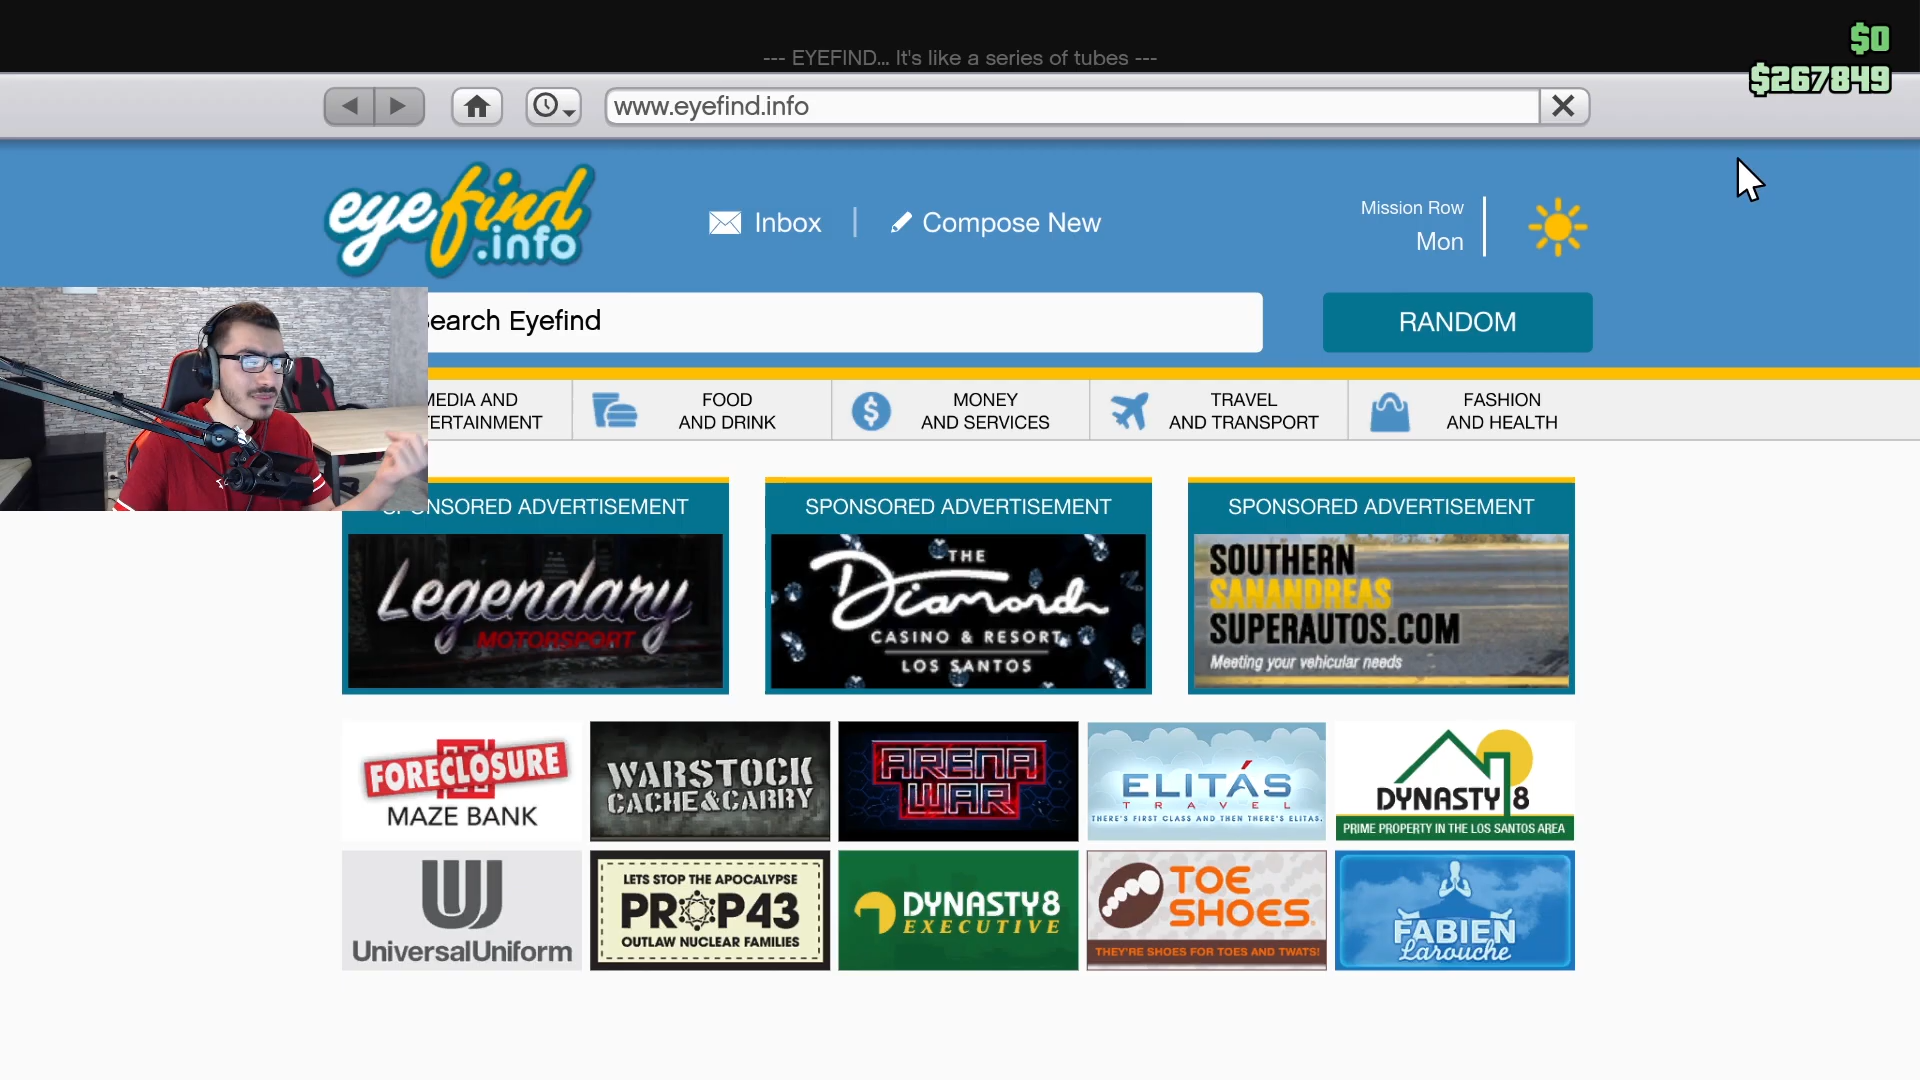 --- EYEFIND... It's like a series of tubes ---
$0
$267849
www.eyefind.info
eyefind
.info
Inbox
Compose New
Mission Row
Mon
Search Eyefind
RANDOM
MEDIA AND
ERTAINMENT
FOOD
AND DRINK
MONEY
AND SERVICES
TRAVEL
AND TRANSPORT
FASHION
AND HEALTH
SPONSORED ADVERTISEMENT
Legendary
MOTORSPORT
SPONSORED ADVERTISEMENT
THE
Diamond
CASINO & RESORT
LOS SANTOS
SPONSORED ADVERTISEMENT
SOUTHERN
SANANDREAS
SUPERAUTOS.COM
Meeting your vehicular needs
FORECLOSURE
MAZE BANK
WARSTOCK
CACHE&CARRY
ARENA
WAR
ELITÁS
TRAVEL
THERE'S FIRST CLASS AND THEN THERE'S ELITAS.
DYNASTY 8
PRIME PROPERTY IN THE LOS SANTOS AREA
UniversalUniform
LETS STOP THE APOCALYPSE
PROP43
OUTLAW NUCLEAR FAMILIES
DYNASTY8
EXECUTIVE
TOE
SHOES
THEY'RE SHOES FOR TOES AND TWATS!
FABIEN
Larouche